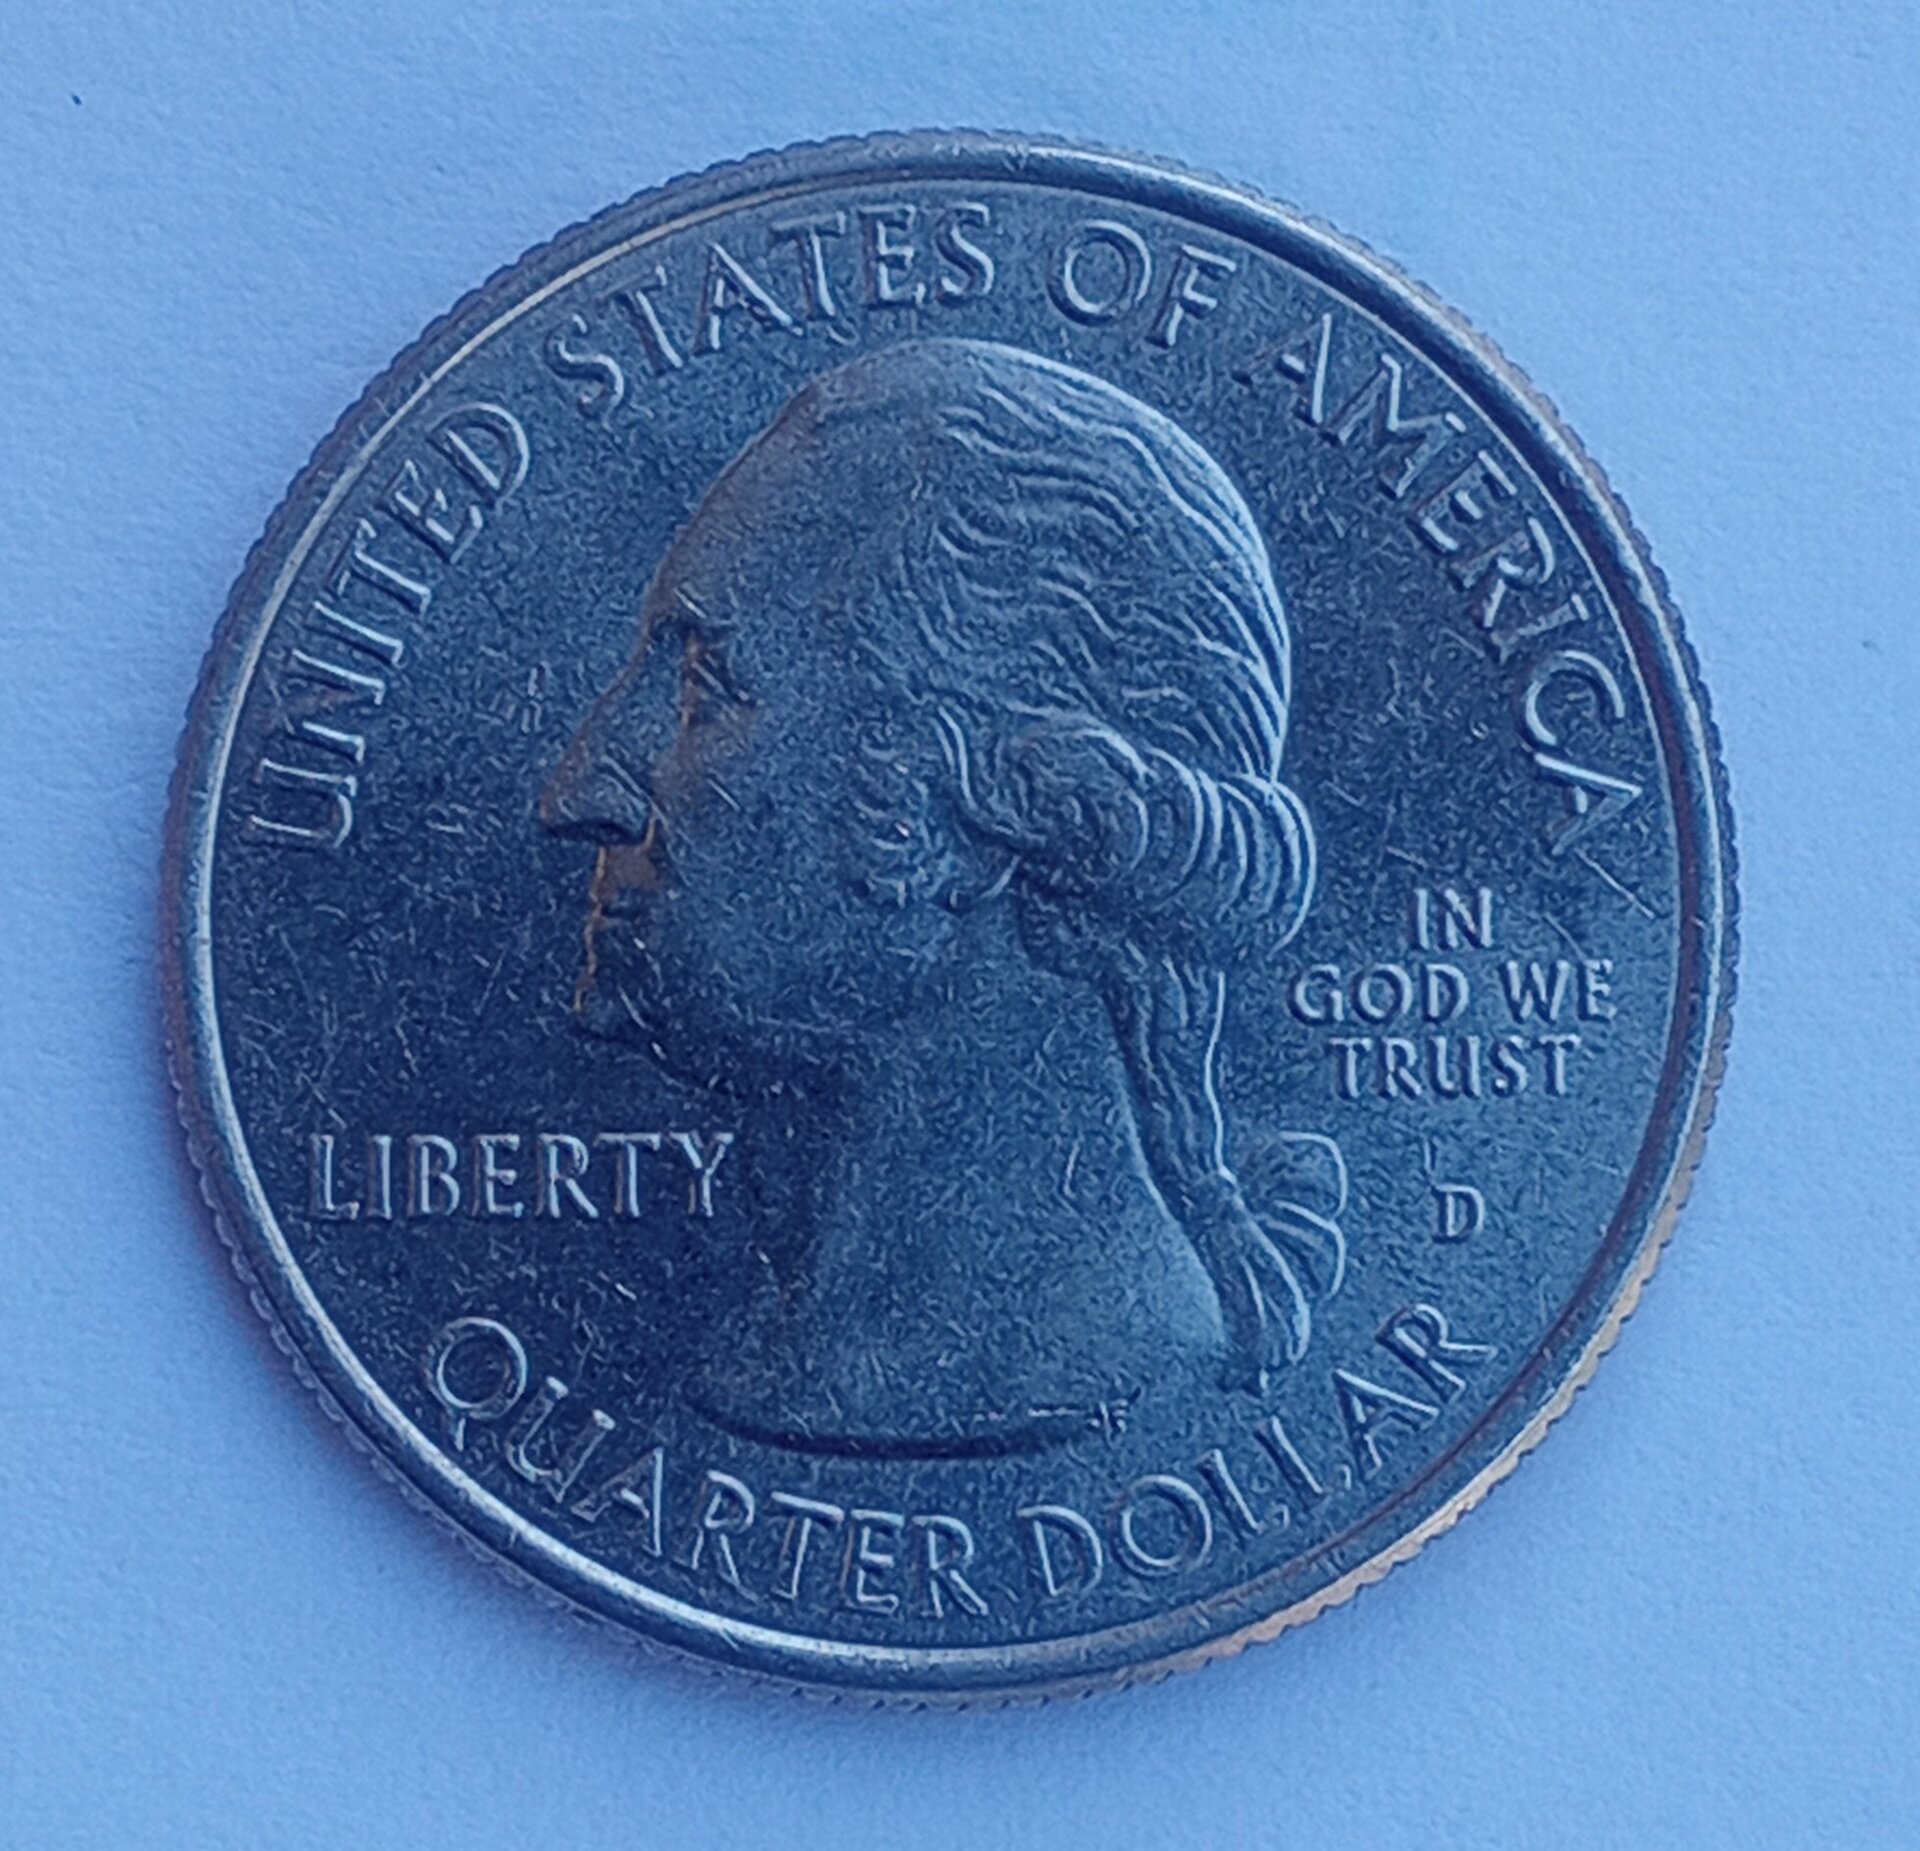 UNITED STATES OF AMERICA
IN
GOD WE
TRUST
LIBERTY
D
QUARTER DOLLAR